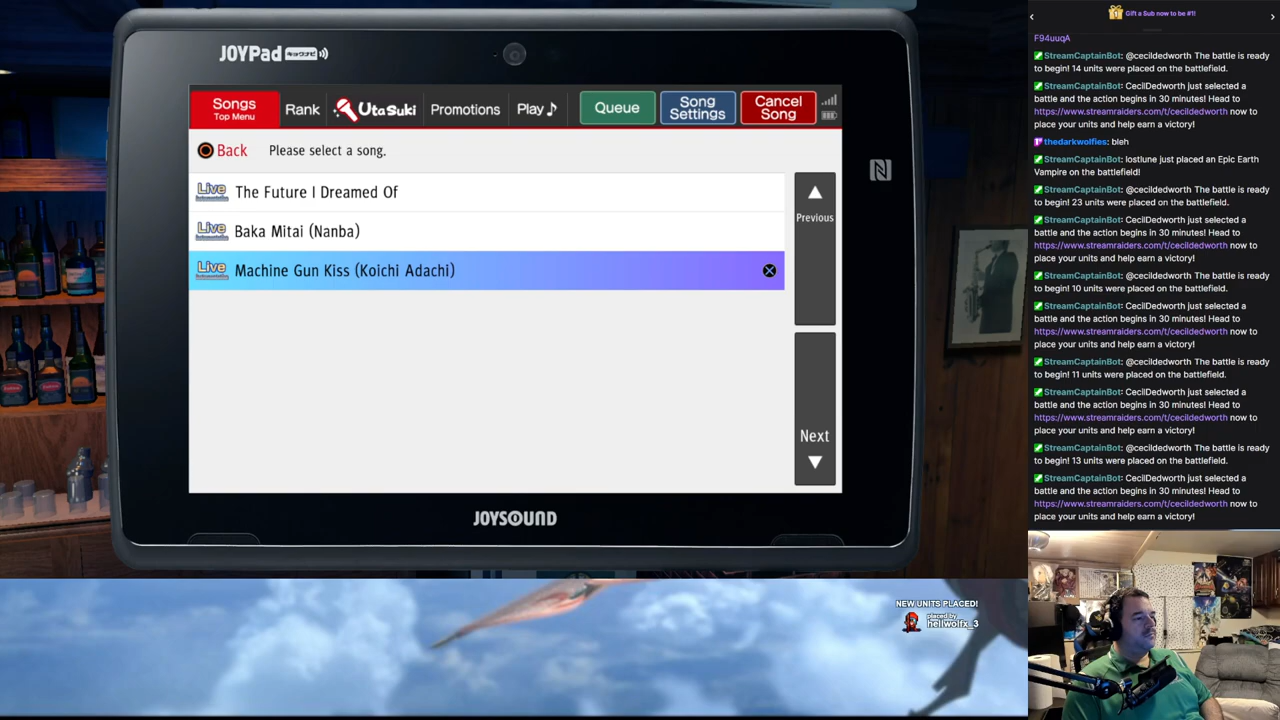 JOYPad キックナビ
Songs
Top Menu
Rank
UtaSuki
Promotions
Play♪
Queue
Song
Settings
Cancel
Song
Back
Please select a song.
Live The Future I Dreamed Of
Live Baka Mitai (Nanba)
Live Machine Gun Kiss (Koichi Adachi)
Previous
Next
JOYSOUND
NEW UNITS PLACED!
placed by
hellwolfx_3
Gift a Sub now to be #1!
F94uuqA
StreamCaptainBot: @cecildedworth The battle is ready
to begin! 14 units were placed on the battlefield.
StreamCaptainBot: CecilDedworth just selected a
battle and the action begins in 30 minutes! Head to
https://www.streamraiders.com/t/cecildedworth now to
place your units and help earn a victory!
thedarkwolfies: bleh
StreamCaptainBot: lostlune just placed an Epic Earth
Vampire on the battlefield!
StreamCaptainBot: @cecildedworth The battle is ready
to begin! 23 units were placed on the battlefield.
StreamCaptainBot: CecilDedworth just selected a
battle and the action begins in 30 minutes! Head to
https://www.streamraiders.com/t/cecildedworth now to
place your units and help earn a victory!
StreamCaptainBot: @cecildedworth The battle is ready
to begin! 10 units were placed on the battlefield.
StreamCaptainBot: CecilDedworth just selected a
battle and the action begins in 30 minutes! Head to
https://www.streamraiders.com/t/cecildedworth now to
place your units and help earn a victory!
StreamCaptainBot: @cecildedworth The battle is ready
to begin! 11 units were placed on the battlefield.
StreamCaptainBot: CecilDedworth just selected a
battle and the action begins in 30 minutes! Head to
https://www.streamraiders.com/t/cecildedworth now to
place your units and help earn a victory!
StreamCaptainBot: @cecildedworth The battle is ready
to begin! 13 units were placed on the battlefield.
StreamCaptainBot: CecilDedworth just selected a
battle and the action begins in 30 minutes! Head to
https://www.streamraiders.com/t/cecildedworth now to
place your units and help earn a victory!